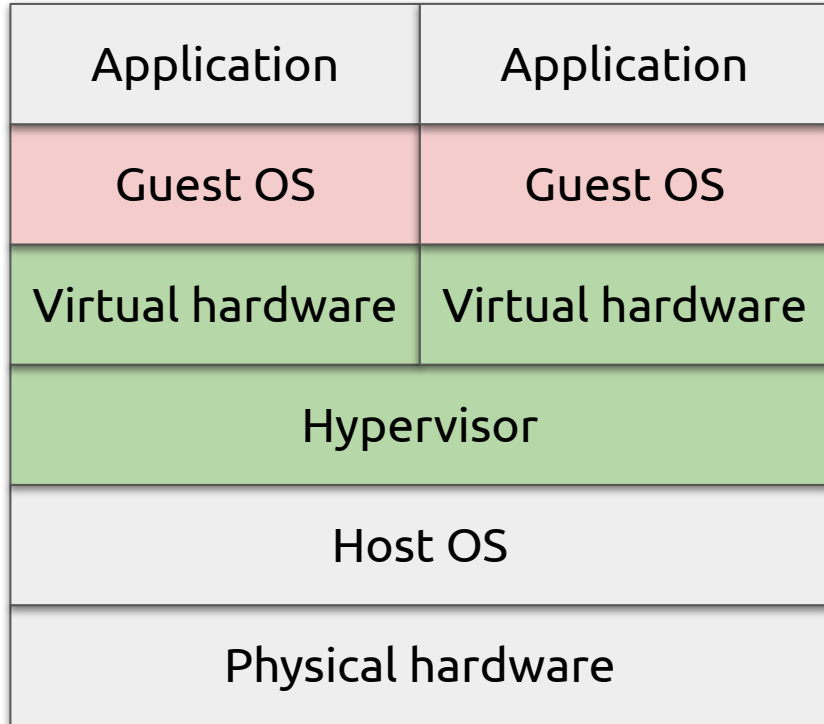 Application Application
Guest OS Guest OS
Virtual hardware Virtual hardware
Hypervisor
Host OS
Physical hardware